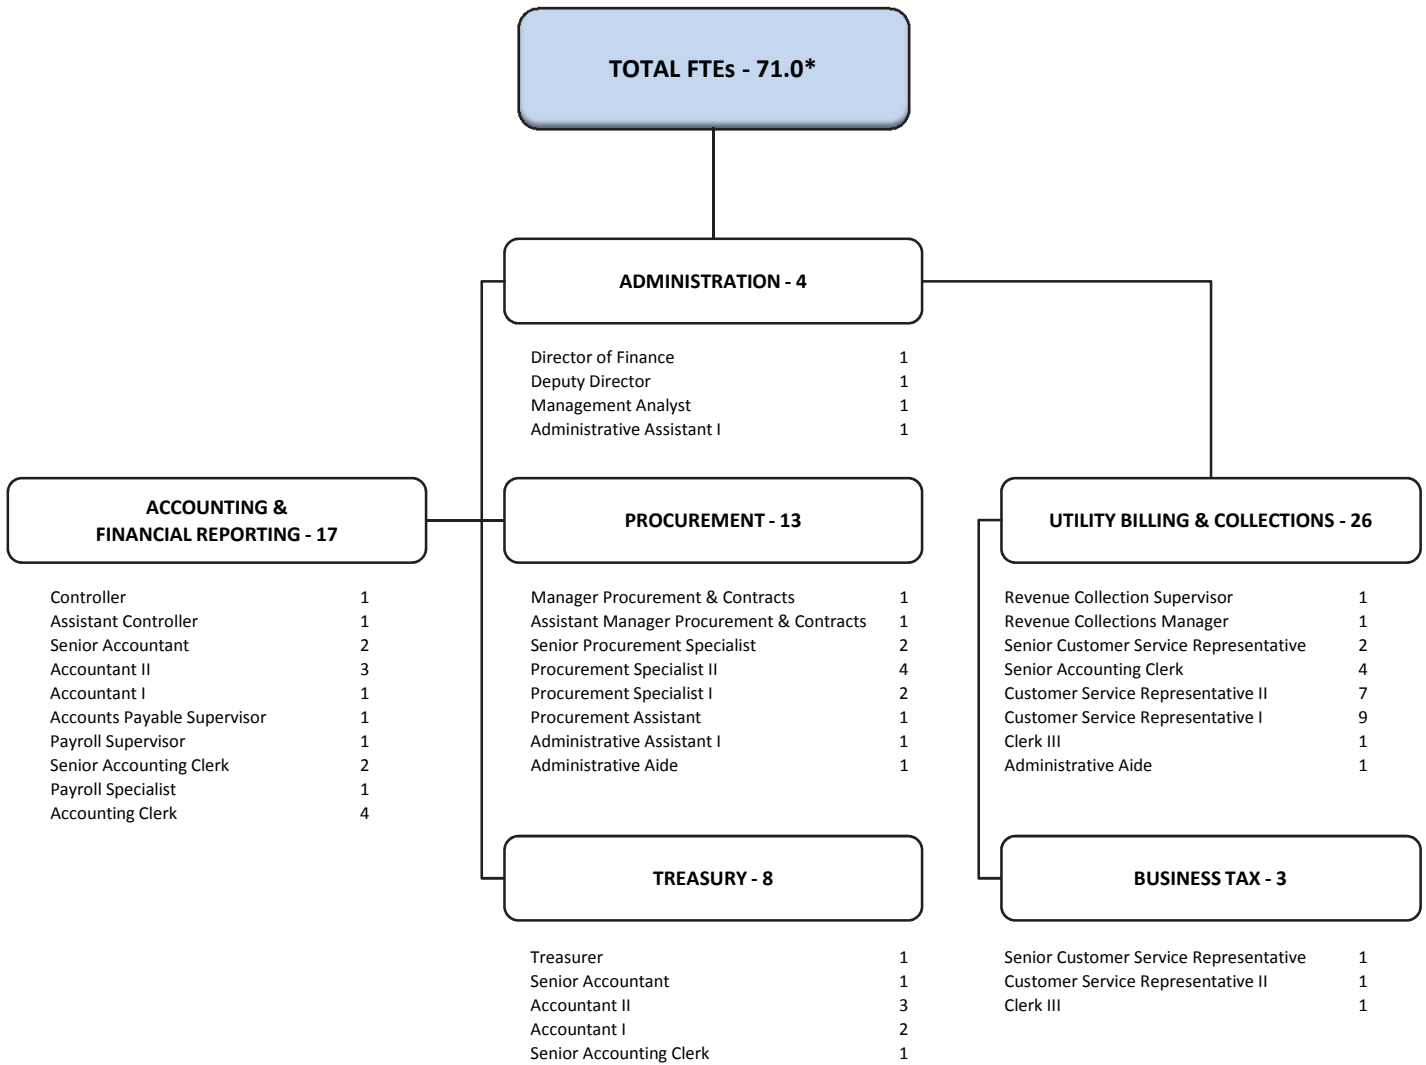 TOTAL FTEs - 71.0*
ADMINISTRATION - 4
Director of Finance 1
Deputy Director 1
Management Analyst 1
Administrative Assistant I 1
ACCOUNTING &
FINANCIAL REPORTING - 17
Controller 1
Assistant Controller 1
Senior Accountant 2
Accountant II 3
Accountant I 1
Accounts Payable Supervisor 1
Payroll Supervisor 1
Senior Accounting Clerk 2
Payroll Specialist 1
Accounting Clerk 4
PROCUREMENT - 13
Manager Procurement & Contracts 1
Assistant Manager Procurement & Contracts 1
Senior Procurement Specialist 2
Procurement Specialist II 4
Procurement Specialist I 2
Procurement Assistant 1
Administrative Assistant I 1
Administrative Aide 1
UTILITY BILLING & COLLECTIONS - 26
Revenue Collection Supervisor 1
Revenue Collections Manager 1
Senior Customer Service Representative 2
Senior Accounting Clerk 4
Customer Service Representative II 7
Customer Service Representative I 9
Clerk III 1
Administrative Aide 1
TREASURY - 8
Treasurer 1
Senior Accountant 1
Accountant II 3
Accountant I 2
Senior Accounting Clerk 1
BUSINESS TAX - 3
Senior Customer Service Representative 1
Customer Service Representative II 1
Clerk III 1